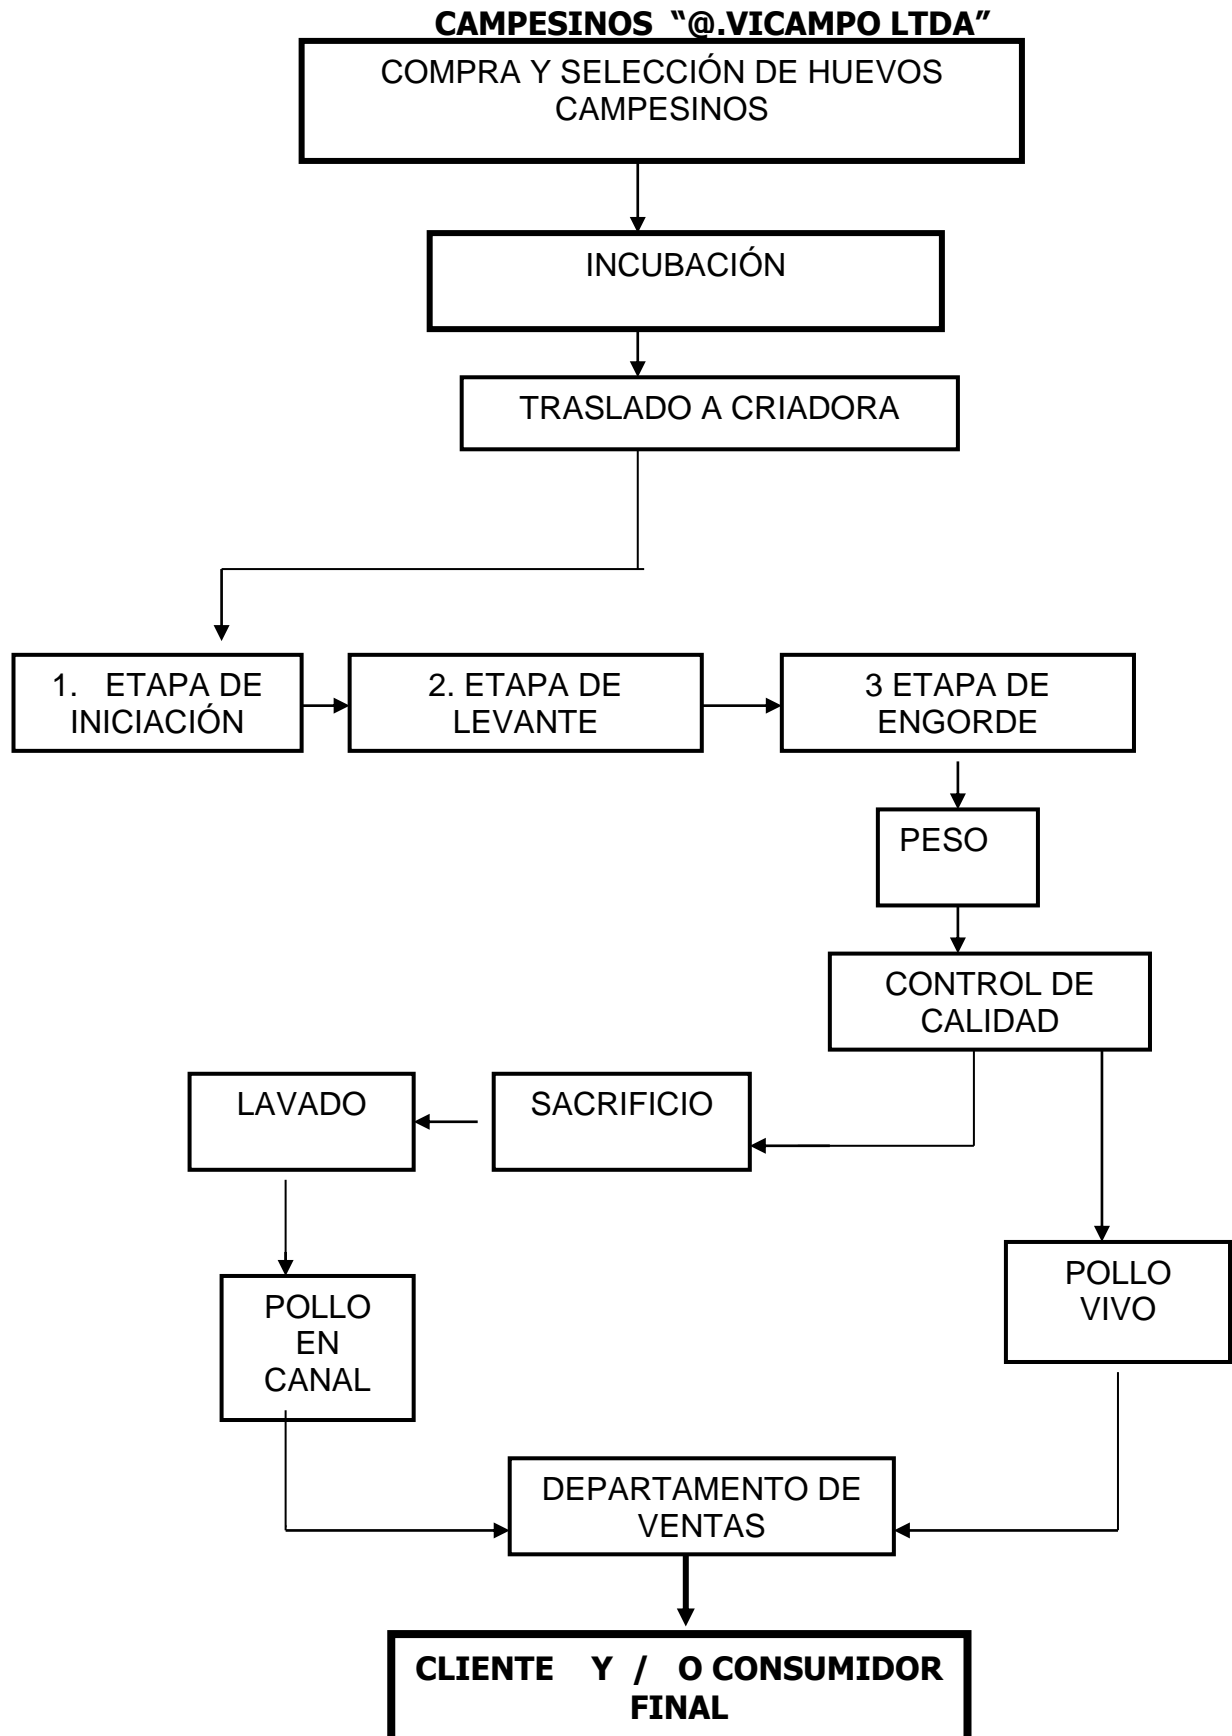 CAMPESINOS “@.VICAMPO LTDA”
COMPRA Y SELECCIÓN DE HUEVOS
CAMPESINOS
INCUBACIÓN
TRASLADO A CRIADORA
1. ETAPA DE
INICIACIÓN
2. ETAPA DE
LEVANTE
3 ETAPA DE
ENGORDE
PESO
CONTROL DE
CALIDAD
LAVADO
SACRIFICIO
POLLO
VIVO
POLLO
EN
CANAL
DEPARTAMENTO DE
VENTAS
CLIENTE Y / O CONSUMIDOR
FINAL